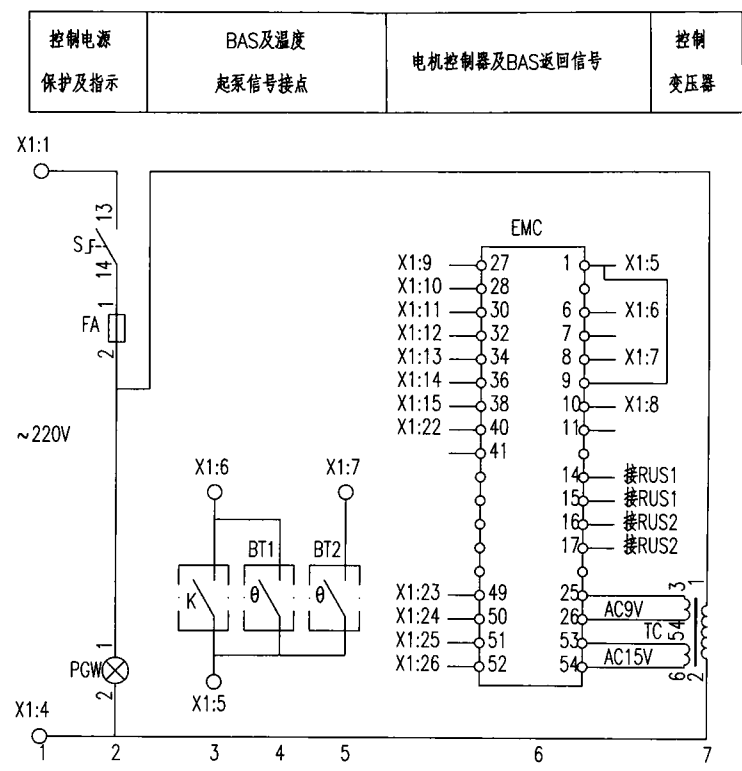 控制电源
保护及指示
BAS及温度
起泵信号接点
电机控制器及BAS返回信号
控制
变压器
X1:1
13
S
14
1
FA
2
~220V
X1:6
X1:7
BT1
BT2
K
θ
θ
X1:5
1
PGW
2
X1:4
EMC
X1:9 27
X1:10 28
X1:11 30
X1:12 32
X1:13 34
X1:14 36
X1:15 38
X1:22 40
41
X1:23 49
X1:24 50
X1:25 51
X1:26 52
1 X1:5
6 X1:6
7
8 X1:7
9
10 X1:8
11
14 接RUS1
15 接RUS1
16 接RUS2
17 接RUS2
25
26
53
54
AC9V
AC15V
TC
3
54
6
1
2
1 2 3 4 5 6 7